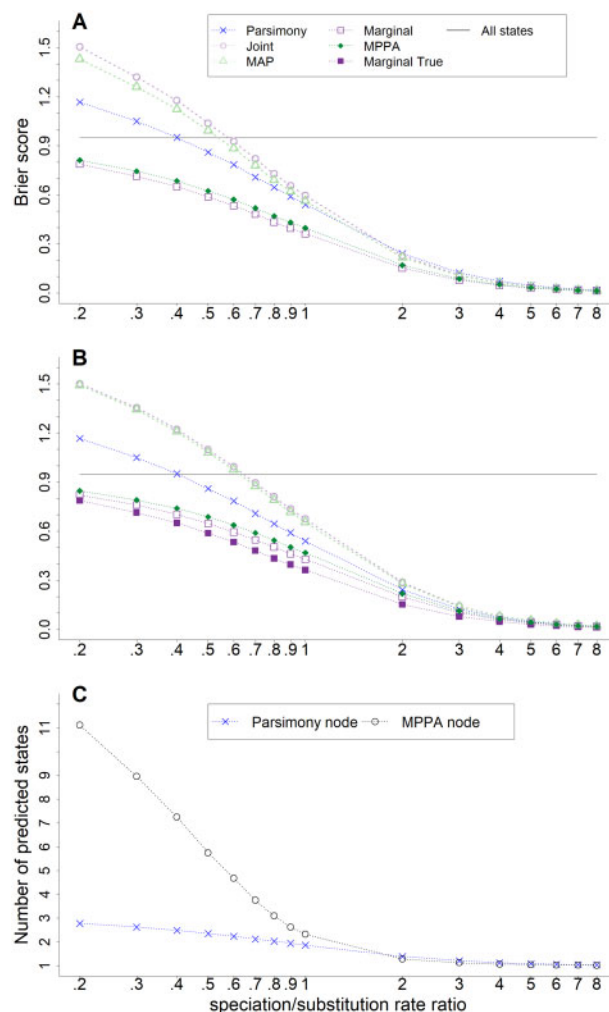 A
Parsimony
Joint
MAP
Marginal
MPPA
Marginal True
All states
Brier score
1.5
1.2
0.9
0.6
0.3
0.0
.2 .3 .4 .5 .6 .7 .8 .9 1 2 3 4 5 6 7 8
B
1.5
1.2
0.9
0.6
0.3
0.0
.2 .3 .4 .5 .6 .7 .8 .9 1 2 3 4 5 6 7 8
C
Parsimony node MPPA node
Number of predicted states
11
9
8
7
6
5
4
3
2
1
.2 .3 .4 .5 .6 .7 .8 .9 1 2 3 4 5 6 7 8
speciation/substitution rate ratio